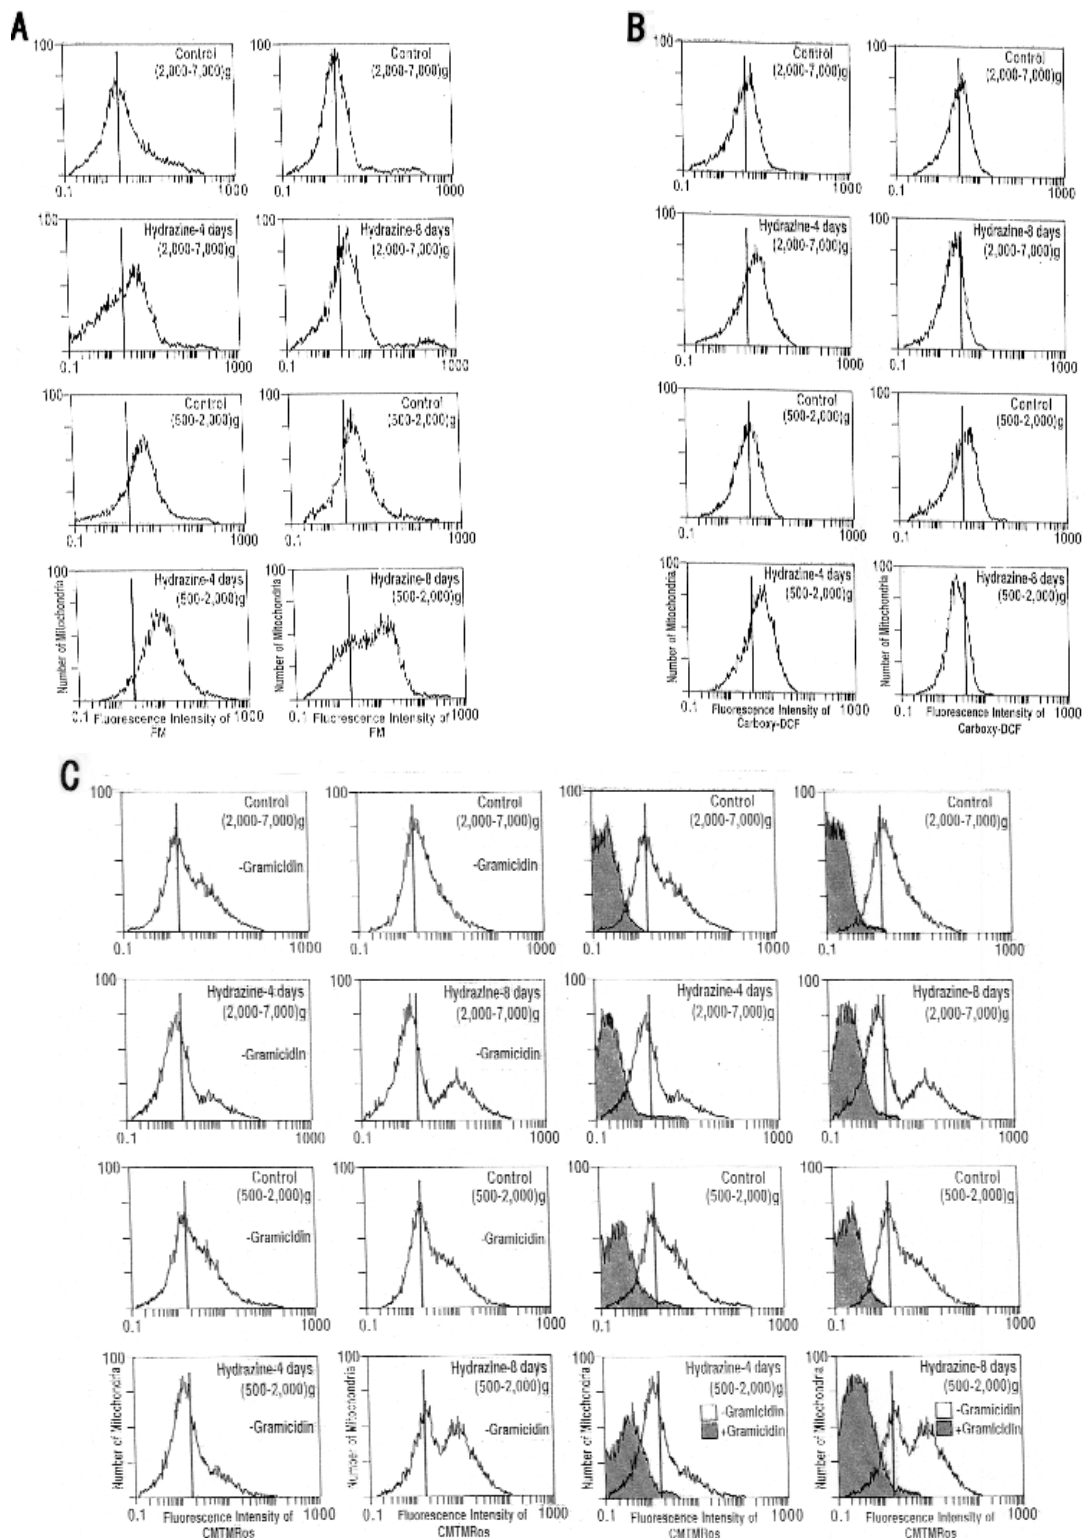 A
B
100
Control
(2,000-7,000)g
0.1
1000
Control
(2,000-7,000)g
0.1
1000
100
Control
(2,000-7,000)g
0.1
1000
Control
(2,000-7,000)g
0.1
1000
100
Hydrazine-4 days
(2,000-7,000)g
0.1
1000
Hydrazine-8 days
(2,000-7,000)g
0.1
1000
100
Hydrazine-4 days
(2,000-7,000)g
0.1
1000
Hydrazine-8 days
(2,000-7,000)g
0.1
1000
100
Control
(500-2,000)g
0.1
1000
100
Control
(500-2,000)g
0.1
1000
100
Control
(500-2,000)g
0.1
1000
Control
(500-2,000)g
0.1
1000
100
Hydrazine-4 days
(500-2,000)g
Number of Mitochondria
0.1
1000
Fluorescence Intensity of
FM
100
Hydrazine-8 days
(500-2,000)g
Number of Mitochondria
0.1
1000
Fluorescence Intensity of
FM
100
Hydrazine-4 days
(500-2,000)g
Number of Mitochondria
0.1
1000
Fluorescence Intensity of
Carboxy-DCF
100
Hydrazine-8 days
(500-2,000)g
Number of Mitochondria
0.1
1000
Fluorescence Intensity of
Carboxy-DCF
C
100
Control
(2,000-7,000)g
-Gramicidin
0.1
1000
100
Control
(2,000-7,000)g
-Gramicidin
0.1
1000
100
Control
(2,000-7,000)g
0.1
1000
100
Control
(2,000-7,000)g
0.1
1000
100
Hydrazine-4 days
(2,000-7,000)g
-Gramicidin
0.1
1000
100
Hydrazine-8 days
(2,000-7,000)g
-Gramicidin
0.1
1000
100
Hydrazine-4 days
(2,000-7,000)g
0.1
1000
100
Hydrazine-8 days
(2,000-7,000)g
0.1
1000
100
Control
(500-2,000)g
-Gramicidin
0.1
1000
100
Control
(500-2,000)g
-Gramicidin
0.1
1000
100
Control
(500-2,000)g
0.1
1000
100
Control
(500-2,000)g
0.1
1000
100
Hydrazine-4 days
(500-2,000)g
-Gramicidin
Number of Mitochondria
0.1
1000
Fluorescence Intensity of
CMTMRos
100
Hydrazine-8 days
(500-2,000)g
-Gramicidin
Number of Mitochondria
0.1
1000
Fluorescence Intensity of
CMTMRos
100
Hydrazine-4 days
(500-2,000)g
-Gramicidin
+Gramicidin
Number of Mitochondria
0.1
1000
Fluorescence Intensity of
CMTMRos
100
Hydrazine-8 days
(500-2,000)g
-Gramicidin
+Gramicidin
Number of Mitochondria
0.1
1000
Fluorescence Intensity of
CMTMRos